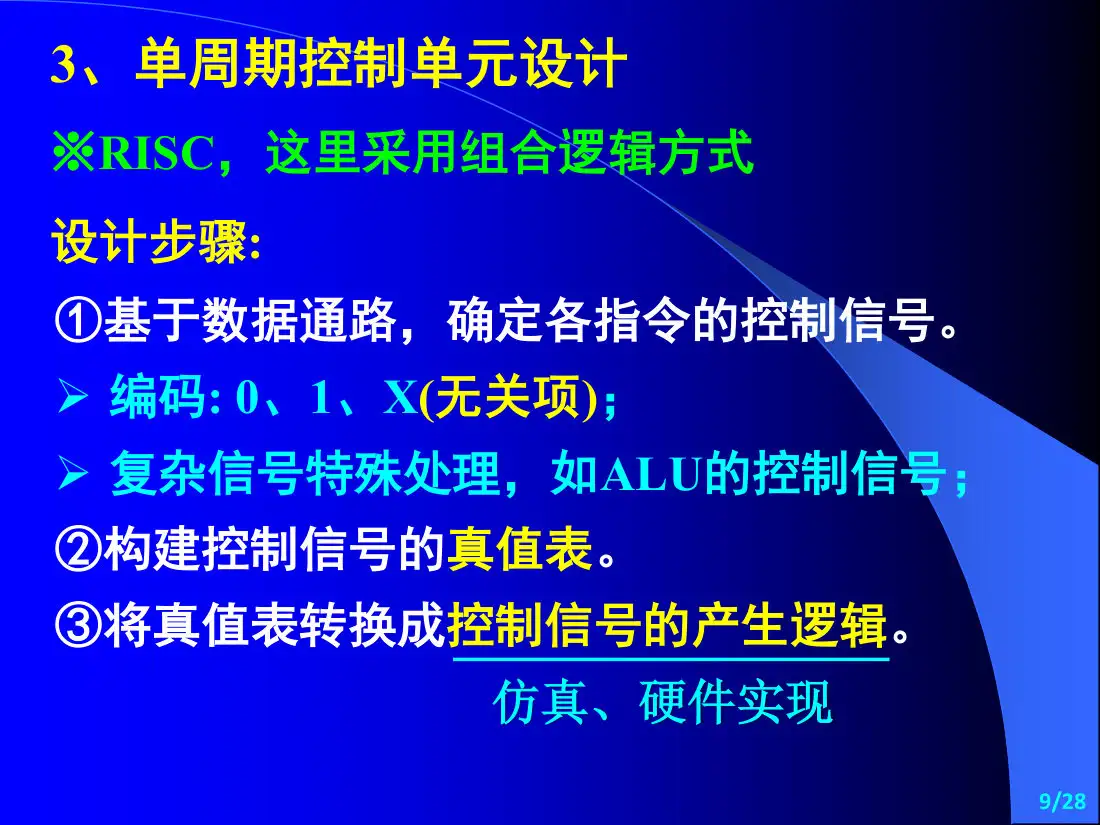 3、单周期控制单元设计
※RISC，这里采用组合逻辑方式
设计步骤:
①基于数据通路，确定各指令的控制信号。
➢ 编码: 0、1、X(无关项)；
➢ 复杂信号特殊处理，如ALU的控制信号；
②构建控制信号的真值表。
③将真值表转换成控制信号的产生逻辑。
仿真、硬件实现
9/28